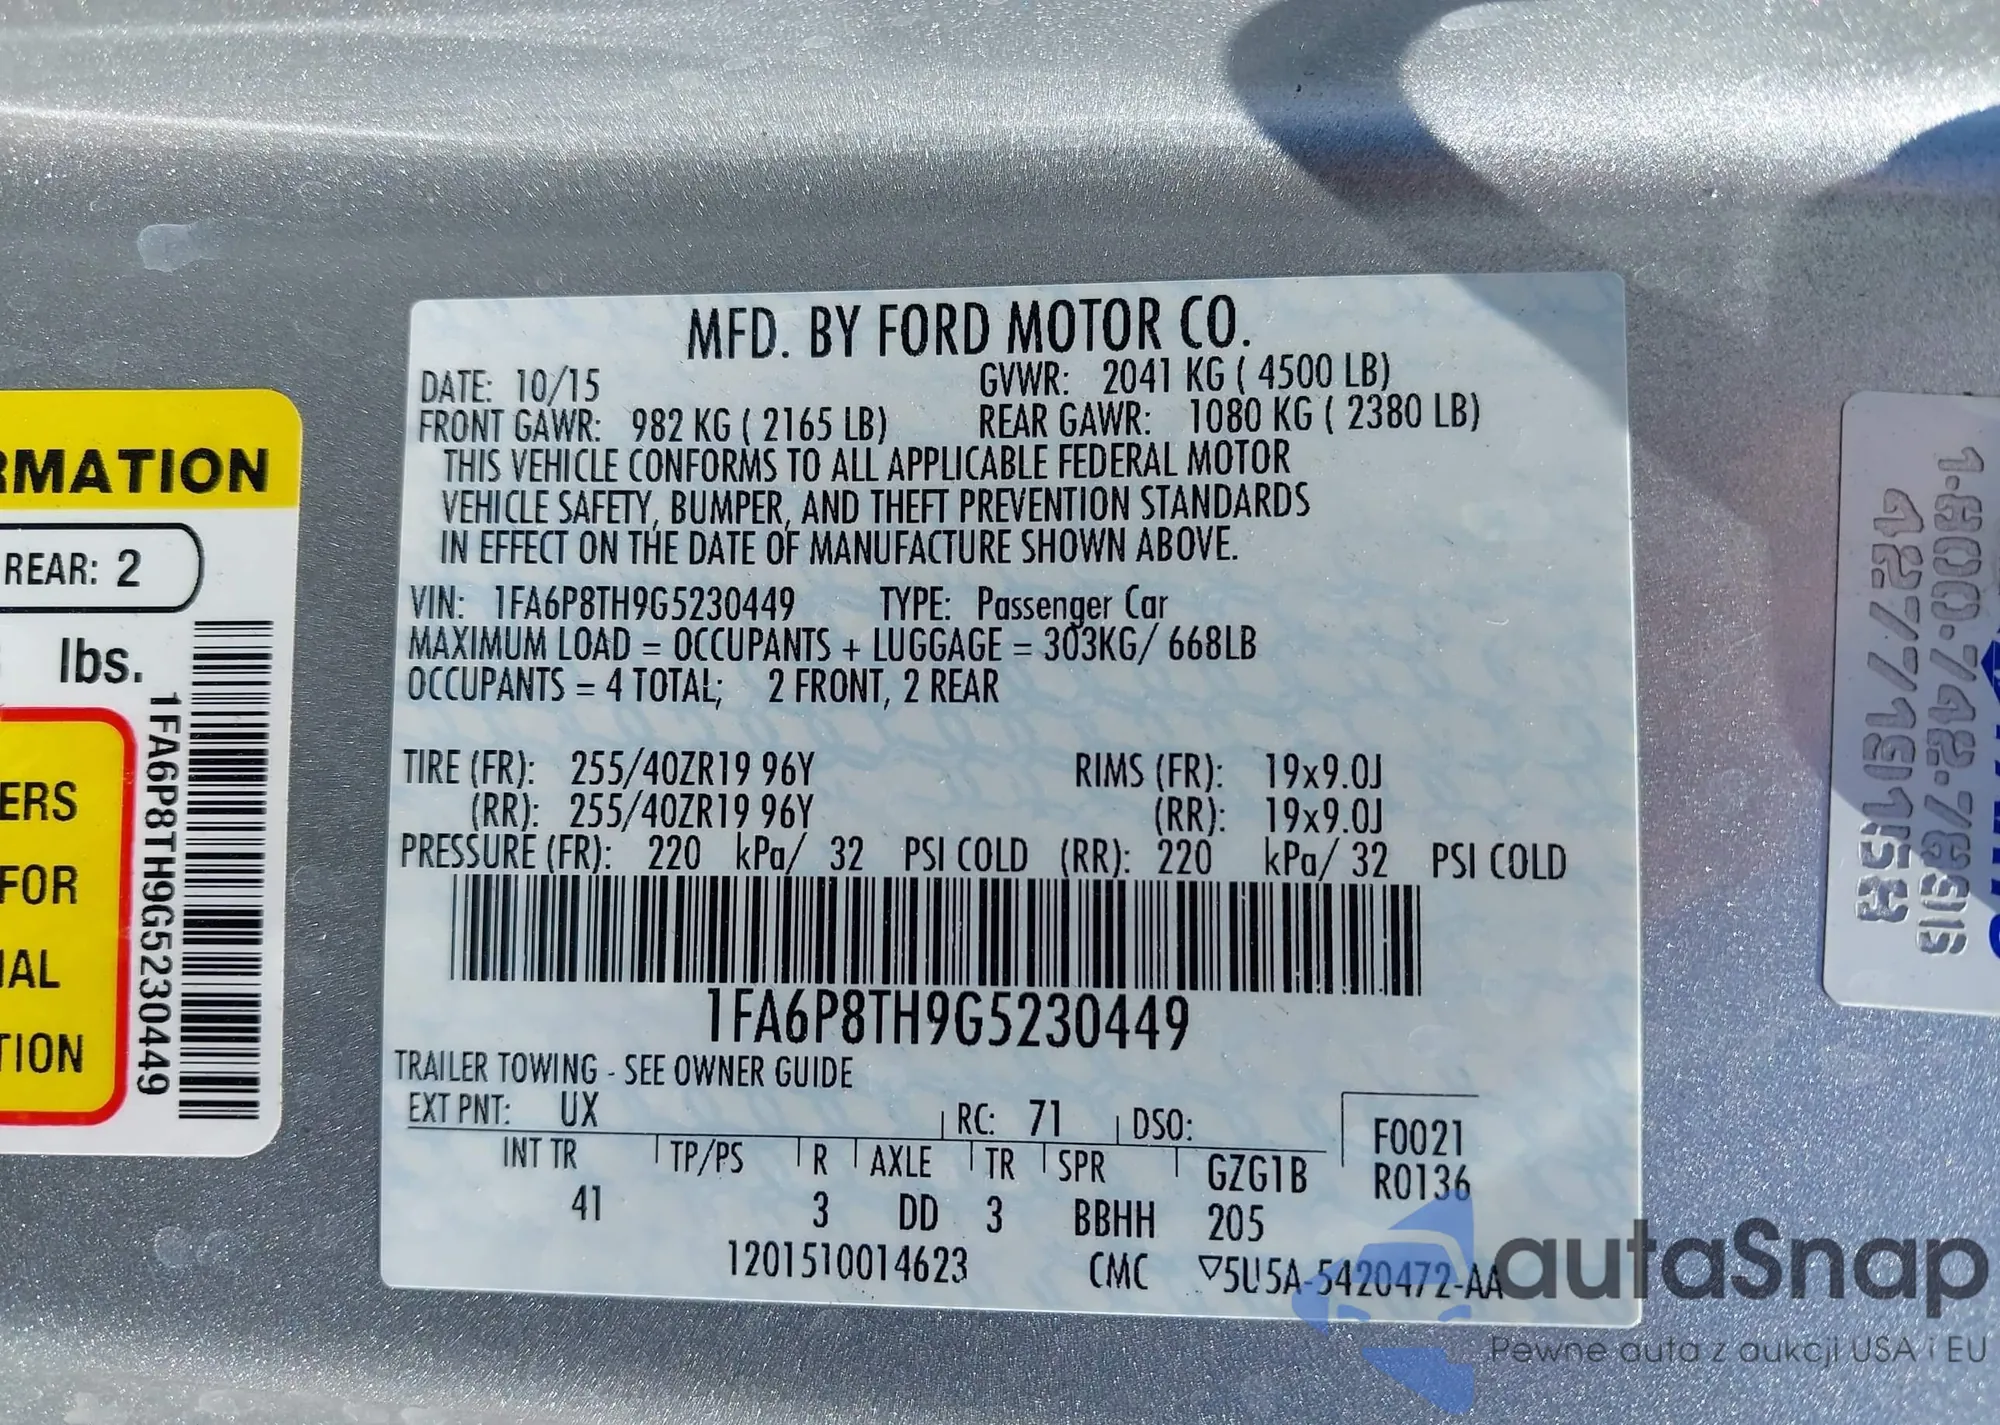 MFD. BY FORD MOTOR CO.
DATE: 10/15 GVWR: 2041 KG ( 4500 LB)
FRONT GAWR: 982 KG ( 2165 LB) REAR GAWR: 1080 KG ( 2380 LB)
THIS VEHICLE CONFORMS TO ALL APPLICABLE FEDERAL MOTOR
VEHICLE SAFETY, BUMPER, AND THEFT PREVENTION STANDARDS
IN EFFECT ON THE DATE OF MANUFACTURE SHOWN ABOVE.
VIN: 1FA6P8TH9G5230449 TYPE: Passenger Car
MAXIMUM LOAD = OCCUPANTS + LUGGAGE = 303KG/ 668LB
OCCUPANTS = 4 TOTAL; 2 FRONT, 2 REAR
TIRE (FR): 255/40ZR19 96Y RIMS (FR): 19x9.0J
(RR): 255/40ZR19 96Y (RR): 19x9.0J
PRESSURE (FR): 220 kPa/ 32 PSI COLD (RR): 220 kPa/ 32 PSI COLD
1FA6P8TH9G5230449
TRAILER TOWING - SEE OWNER GUIDE
EXT PNT: UX RC: 71 DSO: F0021
INT TR TP/PS R AXLE TR SPR GZG1B R0136
41 3 DD 3 BBHH 205
1201510014623 CMC ▽5U5A-5420472-AA
RMATION
REAR: 2
lbs.
ERS
FOR
IAL
TION
1FA6P8TH9G5230449
autaSnap
Pewne auta z aukcji USA i EU